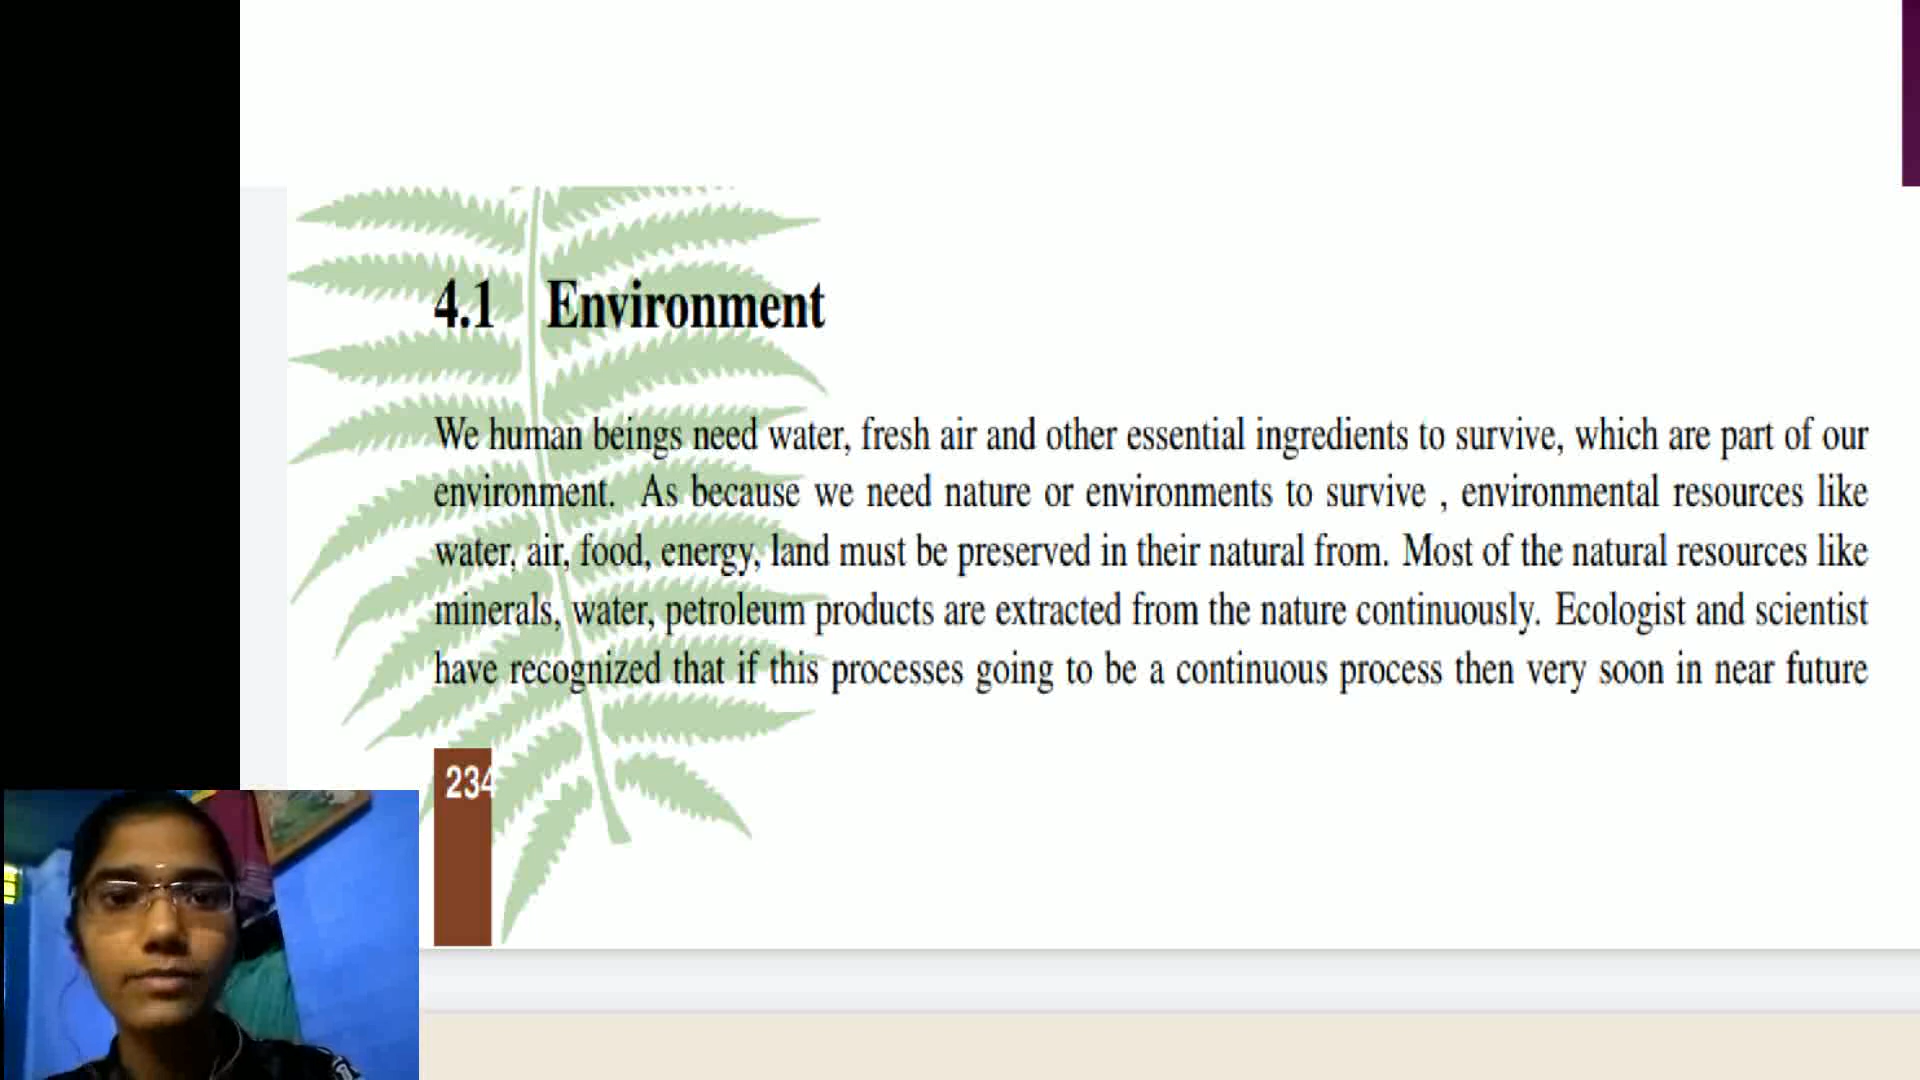 4.1 Environment
We human beings need water, fresh air and other essential ingredients to survive, which are part of our
environment. As because we need nature or environments to survive , environmental resources like
water, air, food, energy, land must be preserved in their natural from. Most of the natural resources like
minerals, water, petroleum products are extracted from the nature continuously. Ecologist and scientist
have recognized that if this processes going to be a continuous process then very soon in near future
234